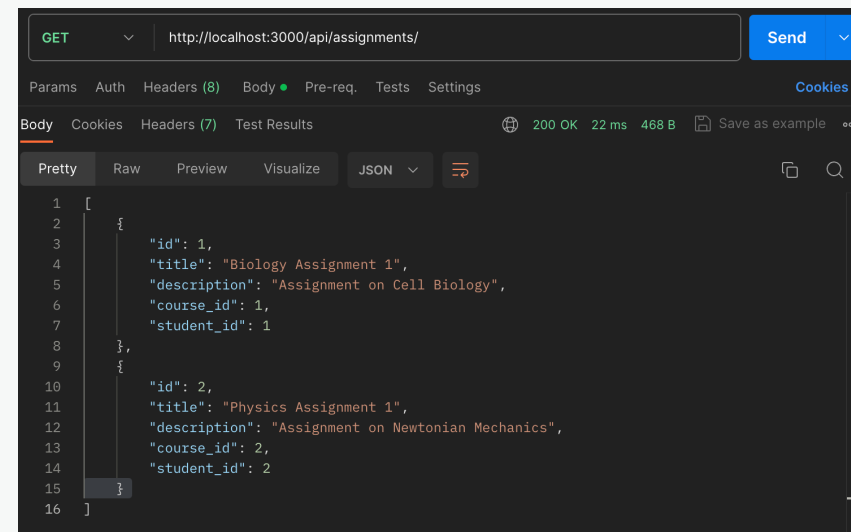 GET http://localhost:3000/api/assignments/ Send
Params Auth Headers (8) Body Pre-req. Tests Settings Cookies
Body Cookies Headers (7) Test Results 200 OK 22 ms 468 B Save as example
Pretty Raw Preview Visualize JSON
1 [
2 {
3 "id": 1,
4 "title": "Biology Assignment 1",
5 "description": "Assignment on Cell Biology",
6 "course_id": 1,
7 "student_id": 1
8 },
9 {
10 "id": 2,
11 "title": "Physics Assignment 1",
12 "description": "Assignment on Newtonian Mechanics",
13 "course_id": 2,
14 "student_id": 2
15 }
16 ]